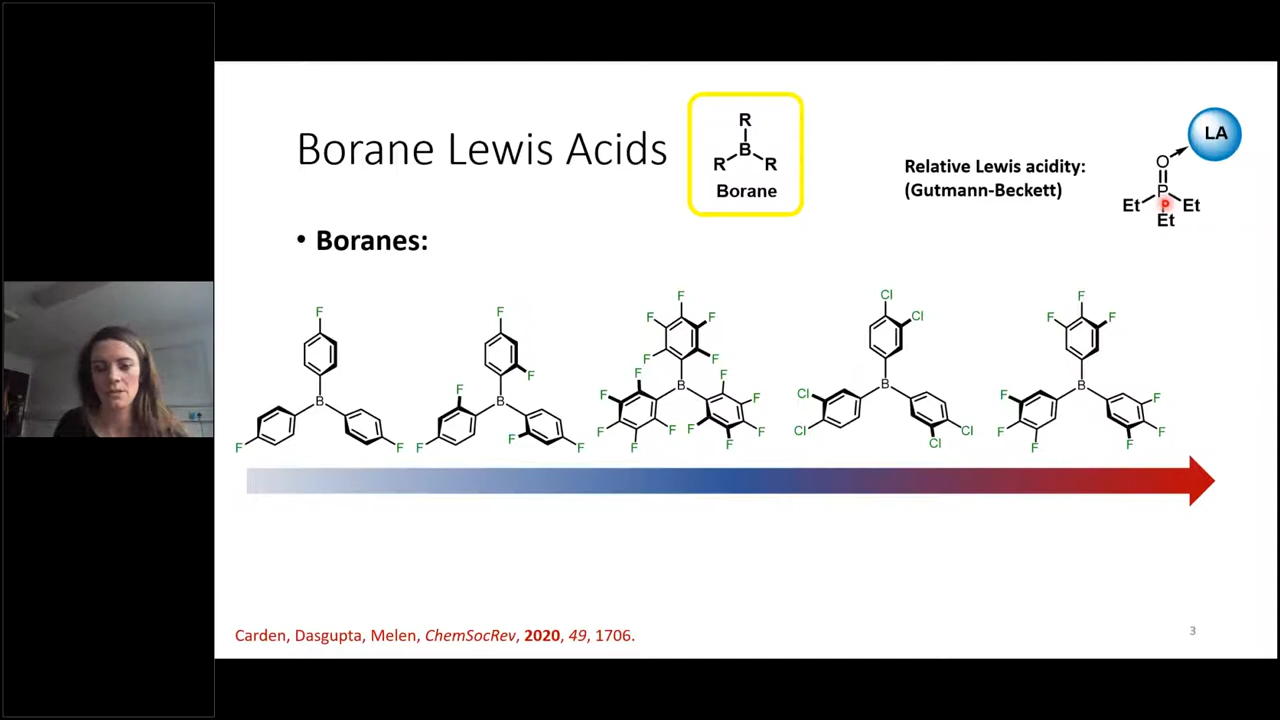 Borane Lewis Acids
R
B
R R
Borane
Relative Lewis acidity:
(Gutmann-Beckett)
LA
O
P
Et Et
Et
• Boranes:
F
B
F F
F
F
F B
F F F
F
F F
F F
F B F
F F
F F F F
F F
Cl
Cl
B
Cl
Cl Cl
Cl
F
F F
B
F F
F F
F F
Carden, Dasgupta, Melen, ChemSocRev, 2020, 49, 1706.
3